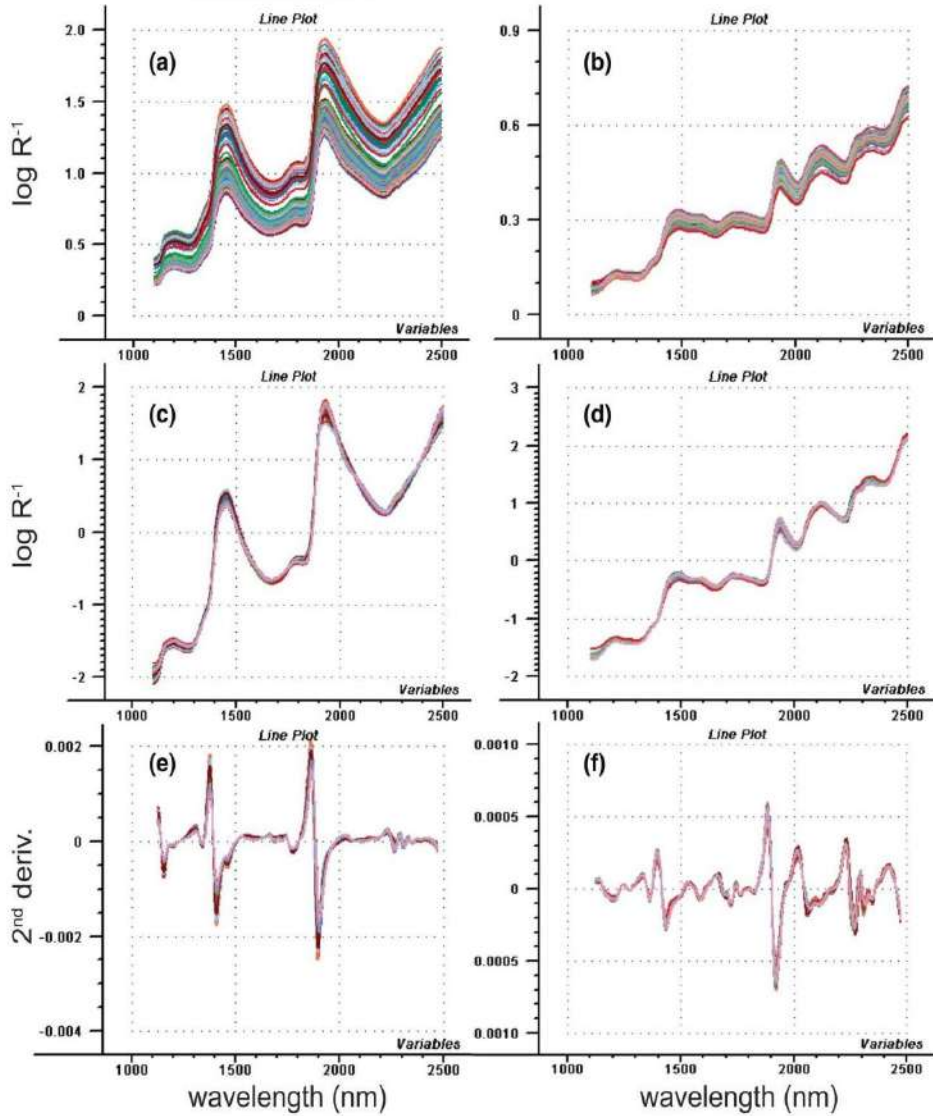 Line Plot Line Plot
2.0 0.9
(a) (b)
1.5
0.6
log R⁻¹ 1.0
0.3
0.5
0 0
Variables Variables
1000 1500 2000 2500 1000 1500 2000 2500
Line Plot Line Plot
2 3
(c) (d)
2
1
1
log R⁻¹ 0 0
-1
-1
-2 -2
Variables Variables
1000 1500 2000 2500 1000 1500 2000 2500
Line Plot Line Plot
0.002 0.0010
(e) (f)
0.0005
0
2nd deriv. 0
-0.002
0.0005
-0.004 0.0010
Variables Variables
1000 1500 2000 2500 1000 1500 2000 2500
wavelength (nm) wavelength (nm)